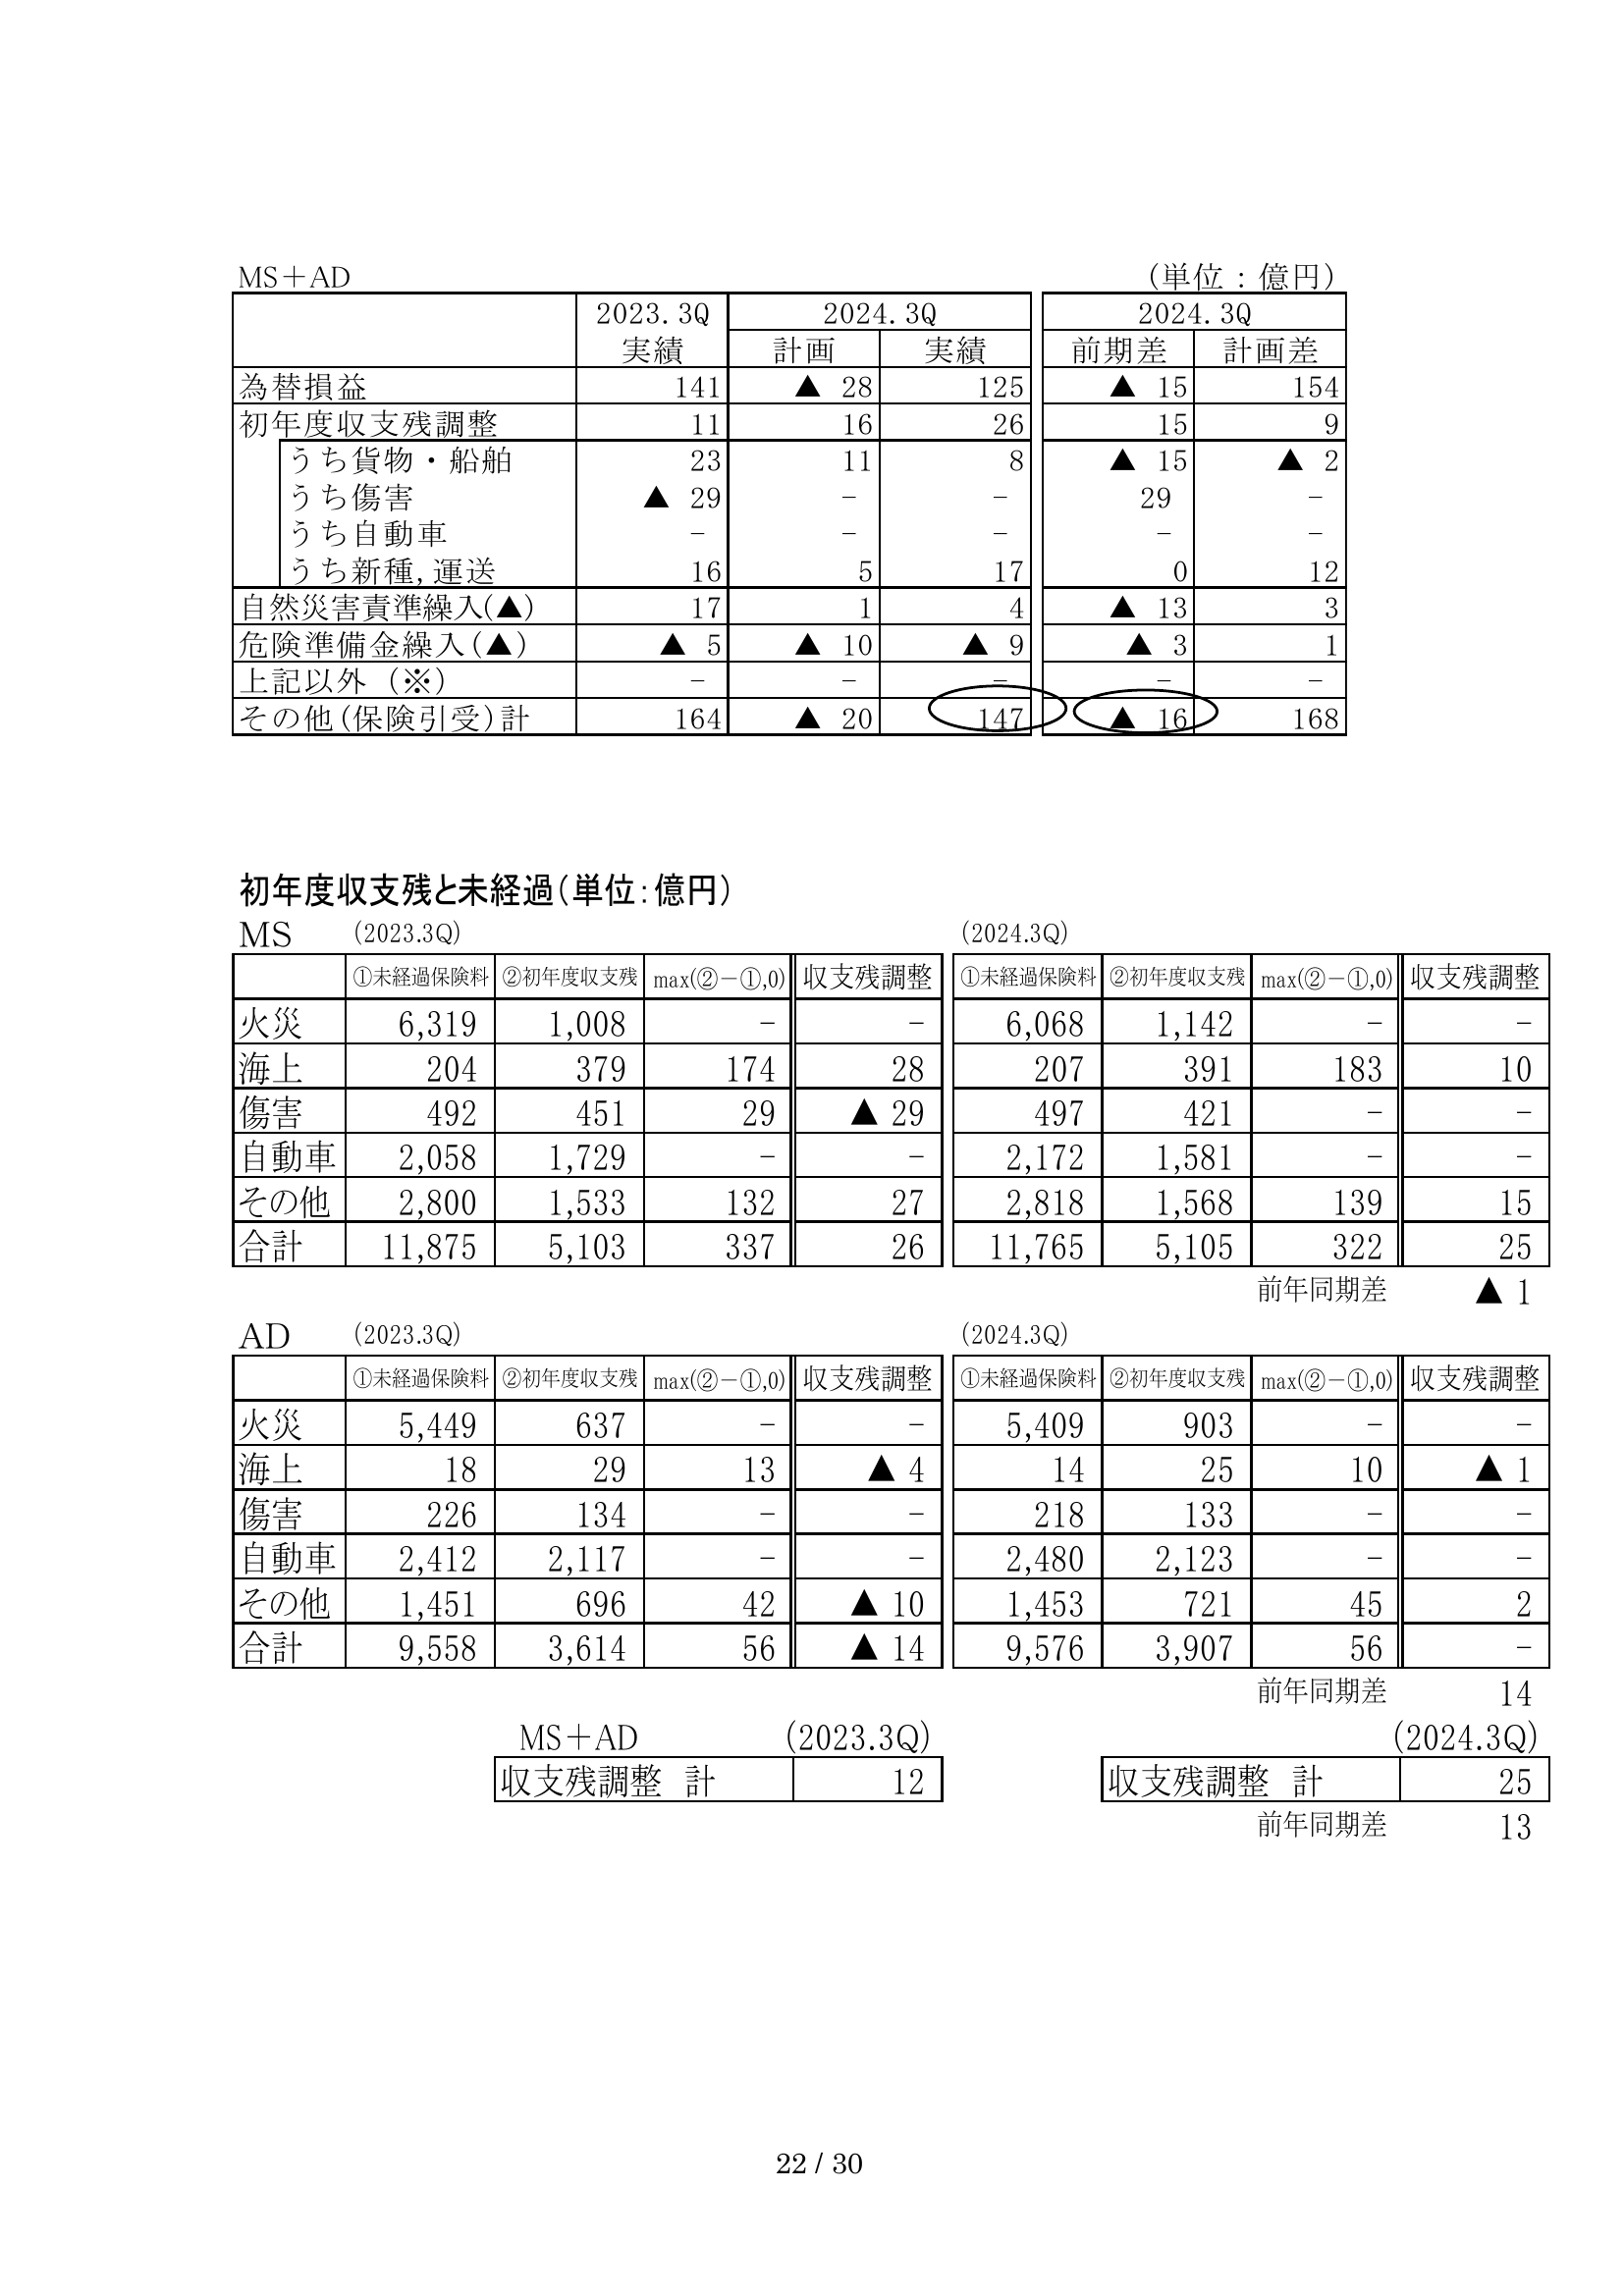 MS＋AD （単位：億円）
2023.3Q 2024.3Q 2024.3Q
実績 計画 実績 前期差 計画差
為替損益 141 ▲ 28 125 ▲ 15 154
初年度収支残調整 11 16 26 15 9
うち貨物・船舶 23 11 8 ▲ 15 ▲ 2
うち傷害 ▲ 29 － － 29 －
うち自動車 － － － － －
うち新種,運送 16 5 17 0 12
自然災害責準繰入(▲) 17 1 4 ▲ 13 3
危険準備金繰入(▲) ▲ 5 ▲ 10 ▲ 9 ▲ 3 1
上記以外（※） － － － － －
その他(保険引受)計 164 ▲ 20 147 ▲ 16 168
初年度収支残と未経過（単位：億円）
MS （2023.3Q） （2024.3Q）
①未経過保険料 ②初年度収支残 max(②－①,0) 収支残調整 ①未経過保険料 ②初年度収支残 max(②－①,0) 収支残調整
火災 6,319 1,008 － － 6,068 1,142 － －
海上 204 379 174 28 207 391 183 10
傷害 492 451 29 ▲ 29 497 421 － －
自動車 2,058 1,729 － － 2,172 1,581 － －
その他 2,800 1,533 132 27 2,818 1,568 139 15
合計 11,875 5,103 337 26 11,765 5,105 322 25
前年同期差 ▲ 1
AD （2023.3Q） （2024.3Q）
①未経過保険料 ②初年度収支残 max(②－①,0) 収支残調整 ①未経過保険料 ②初年度収支残 max(②－①,0) 収支残調整
火災 5,449 637 － － 5,409 903 － －
海上 18 29 13 ▲ 4 14 25 10 ▲ 1
傷害 226 134 － － 218 133 － －
自動車 2,412 2,117 － － 2,480 2,123 － －
その他 1,451 696 42 ▲ 10 1,453 721 45 2
合計 9,558 3,614 56 ▲ 14 9,576 3,907 56 －
前年同期差 14
MS＋AD （2023.3Q） （2024.3Q）
収支残調整 計 12 収支残調整 計 25
前年同期差 13
22 / 30